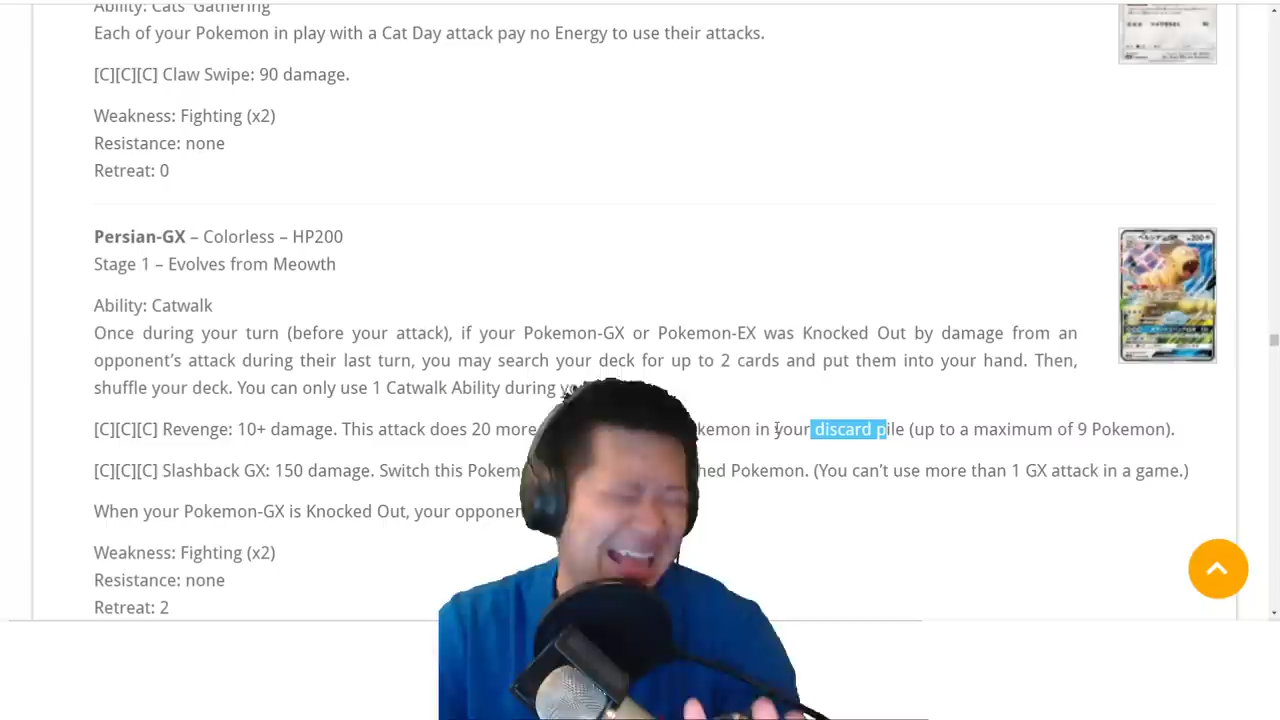 Ability: Cats' Gathering
Each of your Pokemon in play with a Cat Day attack pay no Energy to use their attacks.
[C][C][C] Claw Swipe: 90 damage.
Weakness: Fighting (x2)
Resistance: none
Retreat: 0
Persian-GX – Colorless – HP200
Stage 1 – Evolves from Meowth
Ability: Catwalk
Once during your turn (before your attack), if your Pokemon-GX or Pokemon-EX was Knocked Out by damage from an
opponent's attack during their last turn, you may search your deck for up to 2 cards and put them into your hand. Then,
shuffle your deck. You can only use 1 Catwalk Ability during
[C][C][C] Revenge: 10+ damage. This attack does 20 more in your discard pile (up to a maximum of 9 Pokemon).
[C][C][C] Slashback GX: 150 damage. Switch this Pokemon. (You can't use more than 1 GX attack in a game.)
When your Pokemon-GX is Knocked Out, your
Weakness: Fighting (x2)
Resistance: none
Retreat: 2